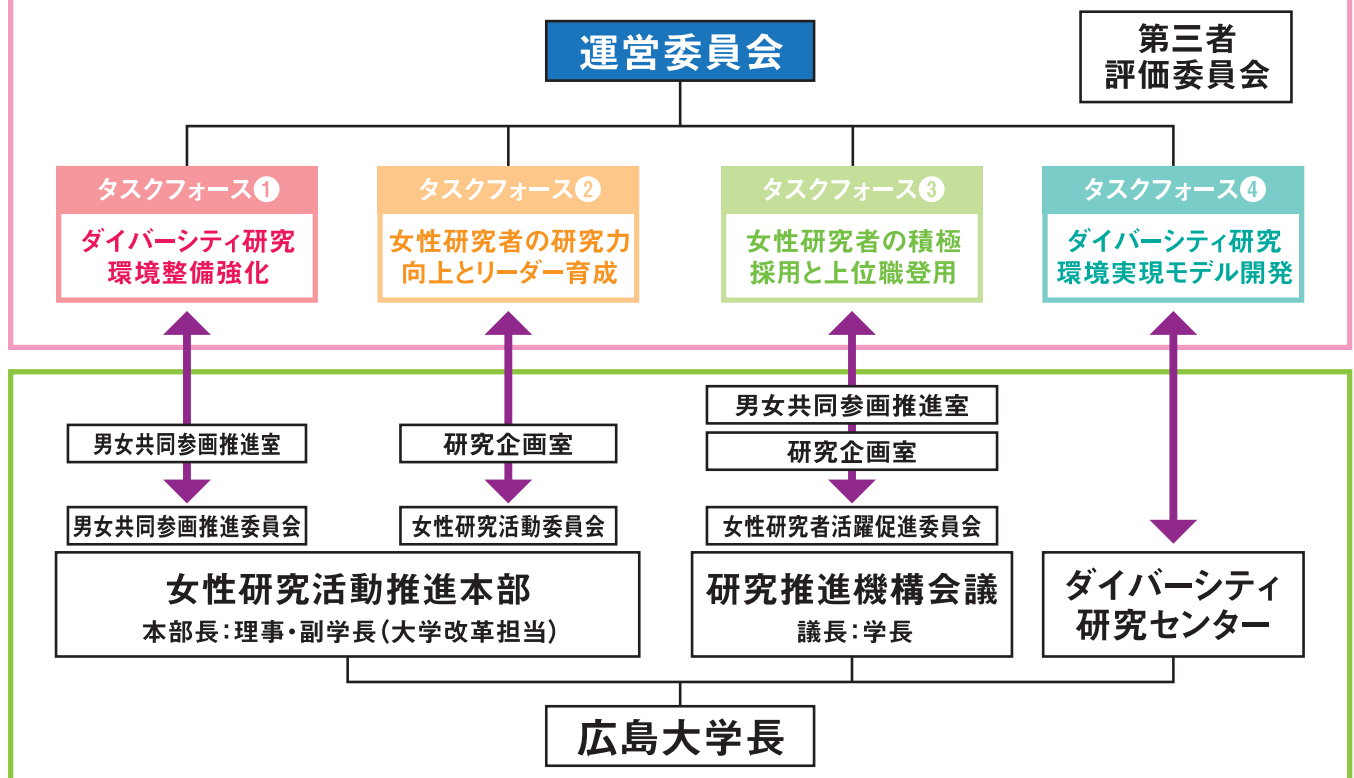 運営委員会
第三者
評価委員会
タスクフォース❶
ダイバーシティ研究
環境整備強化
タスクフォース❷
女性研究者の研究力
向上とリーダー育成
タスクフォース❸
女性研究者の積極
採用と上位職登用
タスクフォース❹
ダイバーシティ研究
環境実現モデル開発
男女共同参画推進室
男女共同参画推進委員会
研究企画室
女性研究活動委員会
男女共同参画推進室
研究企画室
女性研究者活躍促進委員会
女性研究活動推進本部
本部長：理事・副学長（大学改革担当）
研究推進機構会議
議長：学長
ダイバーシティ
研究センター
広島大学長